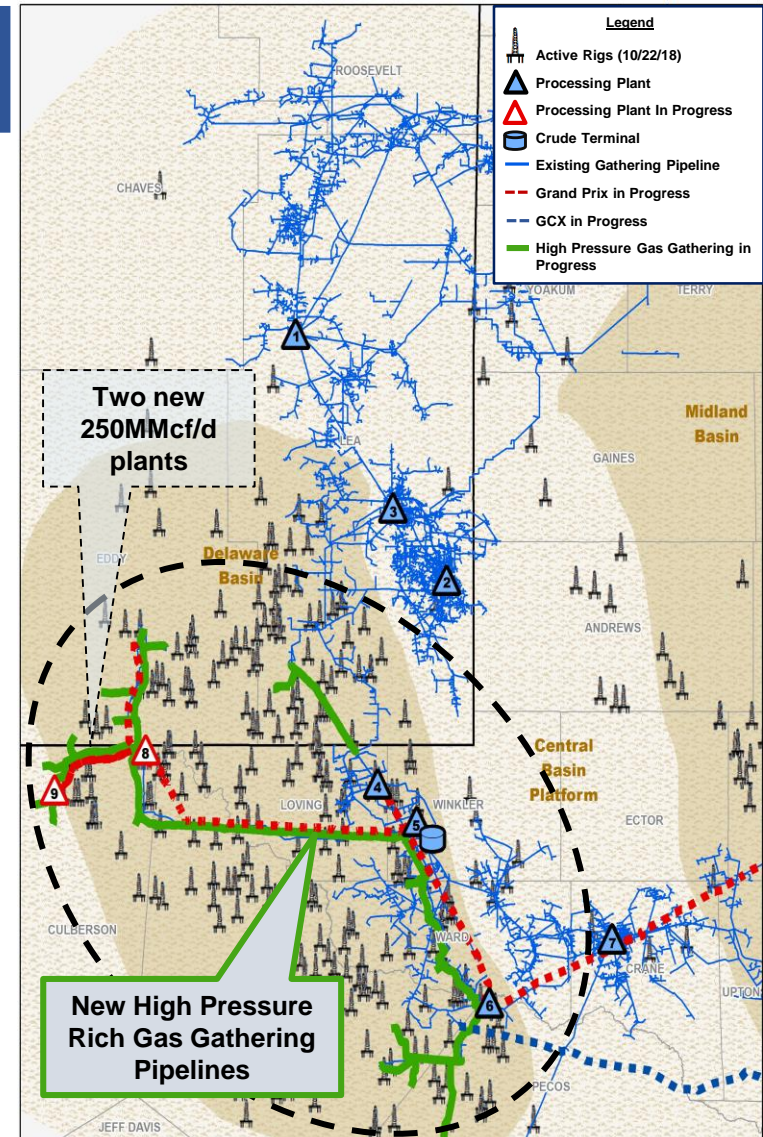 Legend
Active Rigs (10/22/18)
Processing Plant
Processing Plant In Progress
Crude Terminal
Existing Gathering Pipeline
Grand Prix in Progress
GCX in Progress
High Pressure Gas Gathering in
Progress
ROOSEVELT
CHAVES
YOAKUM
TERRY
1
Two new
250MMcf/d
plants
LEA
Midland
Basin
GAINES
3
EDDY
Delaware
Basin
2
ANDREWS
8
Central
Basin
Platform
9
4
LOVING
WINKLER
5
ECTOR
CULBERSON
WARD
7
CRANE
UPTON
6
New High Pressure
Rich Gas Gathering
Pipelines
PECOS
JEFF DAVIS